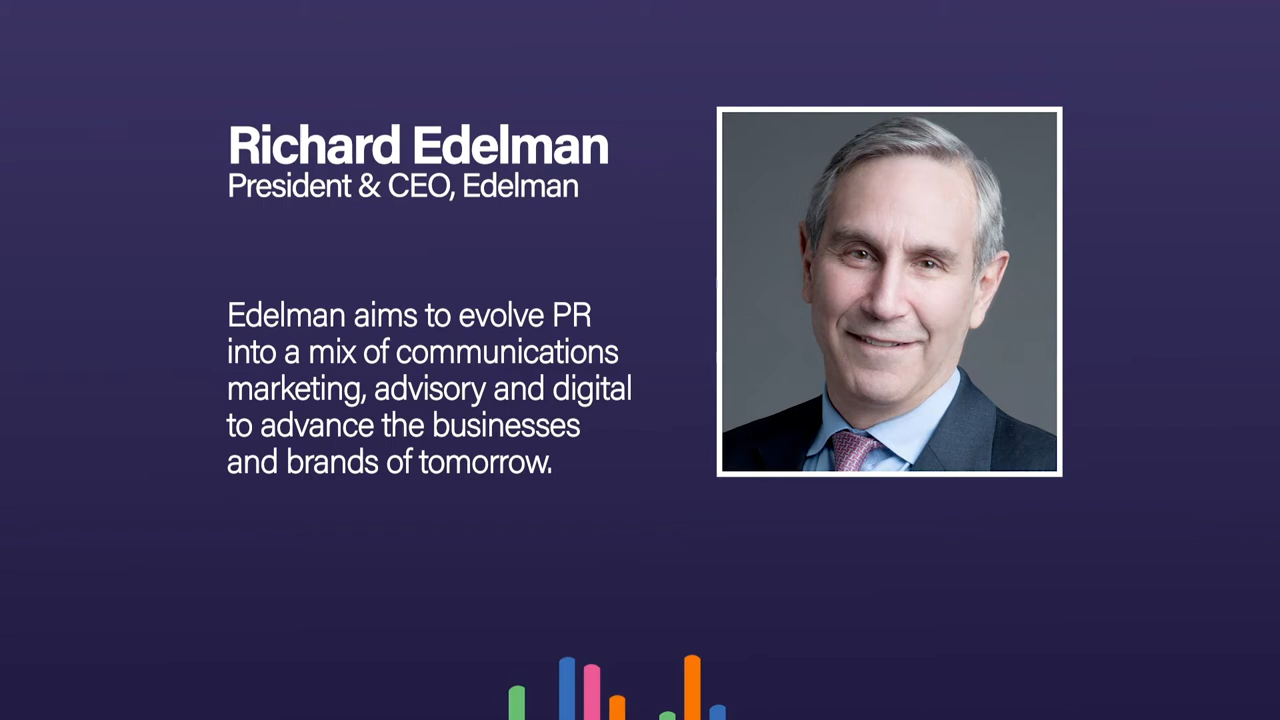 Richard Edelman
President & CEO, Edelman
Edelman aims to evolve PR
into a mix of communications
marketing, advisory and digital
to advance the businesses
and brands of tomorrow.